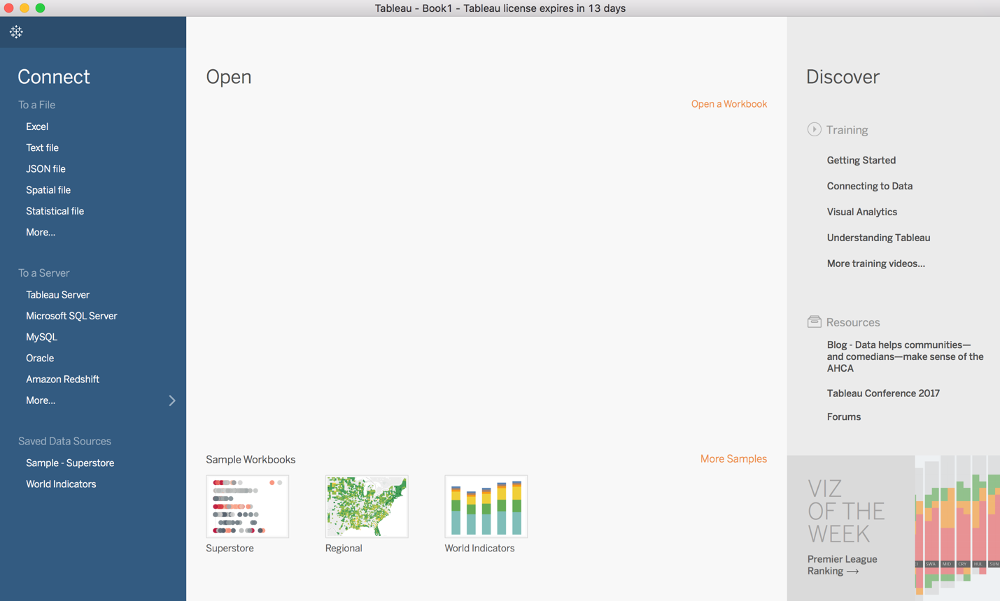 Tableau - Book1 - Tableau license expires in 13 days
Connect
To a File
Excel
Text file
JSON file
Spatial file
Statistical file
More...
To a Server
Tableau Server
Microsoft SQL Server
MySQL
Oracle
Amazon Redshift
More...
Saved Data Sources
Sample - Superstore
World Indicators
Open
Open a Workbook
Sample Workbooks
More Samples
Superstore
Regional
World Indicators
Discover
Training
Getting Started
Connecting to Data
Visual Analytics
Understanding Tableau
More training videos...
Resources
Blog - Data helps communities—
and comedians—make sense of the
AHCA
Tableau Conference 2017
Forums
VIZ
OF THE
WEEK
Premier League
Ranking →
SWA MID CRY HUL SUN